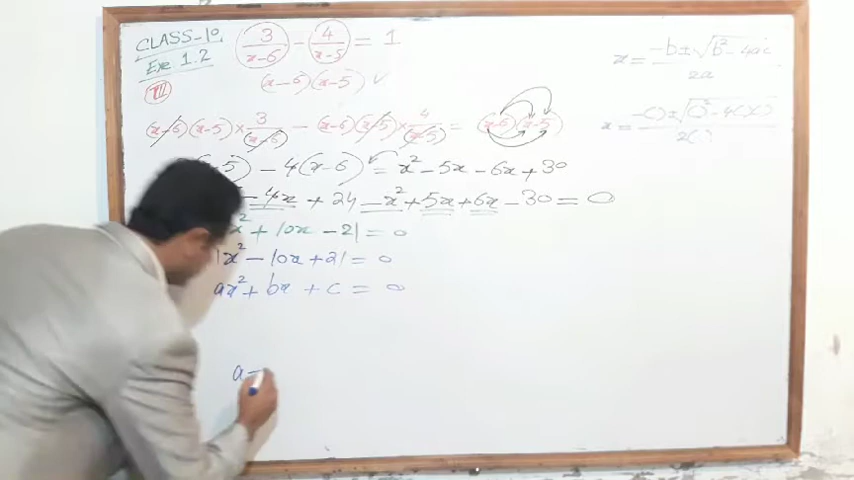 CLASS-10
Exe 1.2
VII
3/(x-6) - 4/(x-5) = 1
(x-6)(x-5) ✓
(x-6)(x-5) × 3/(x-6) - (x-6)(x-5) × 4/(x-5) = (x-6)(x-5)
-5) - 4(x-6) = x² - 5x - 6x + 30
- 4x + 24 - x² + 5x + 6x - 30 = 0
x² + 10x - 21 = 0
1x² - 10x + 21 = 0
ax² + bx + c = 0
a =
x = (-b ± √(b² - 4ac))/2a
x = (-( ) ± √(( )² - 4( )( )))/2( )